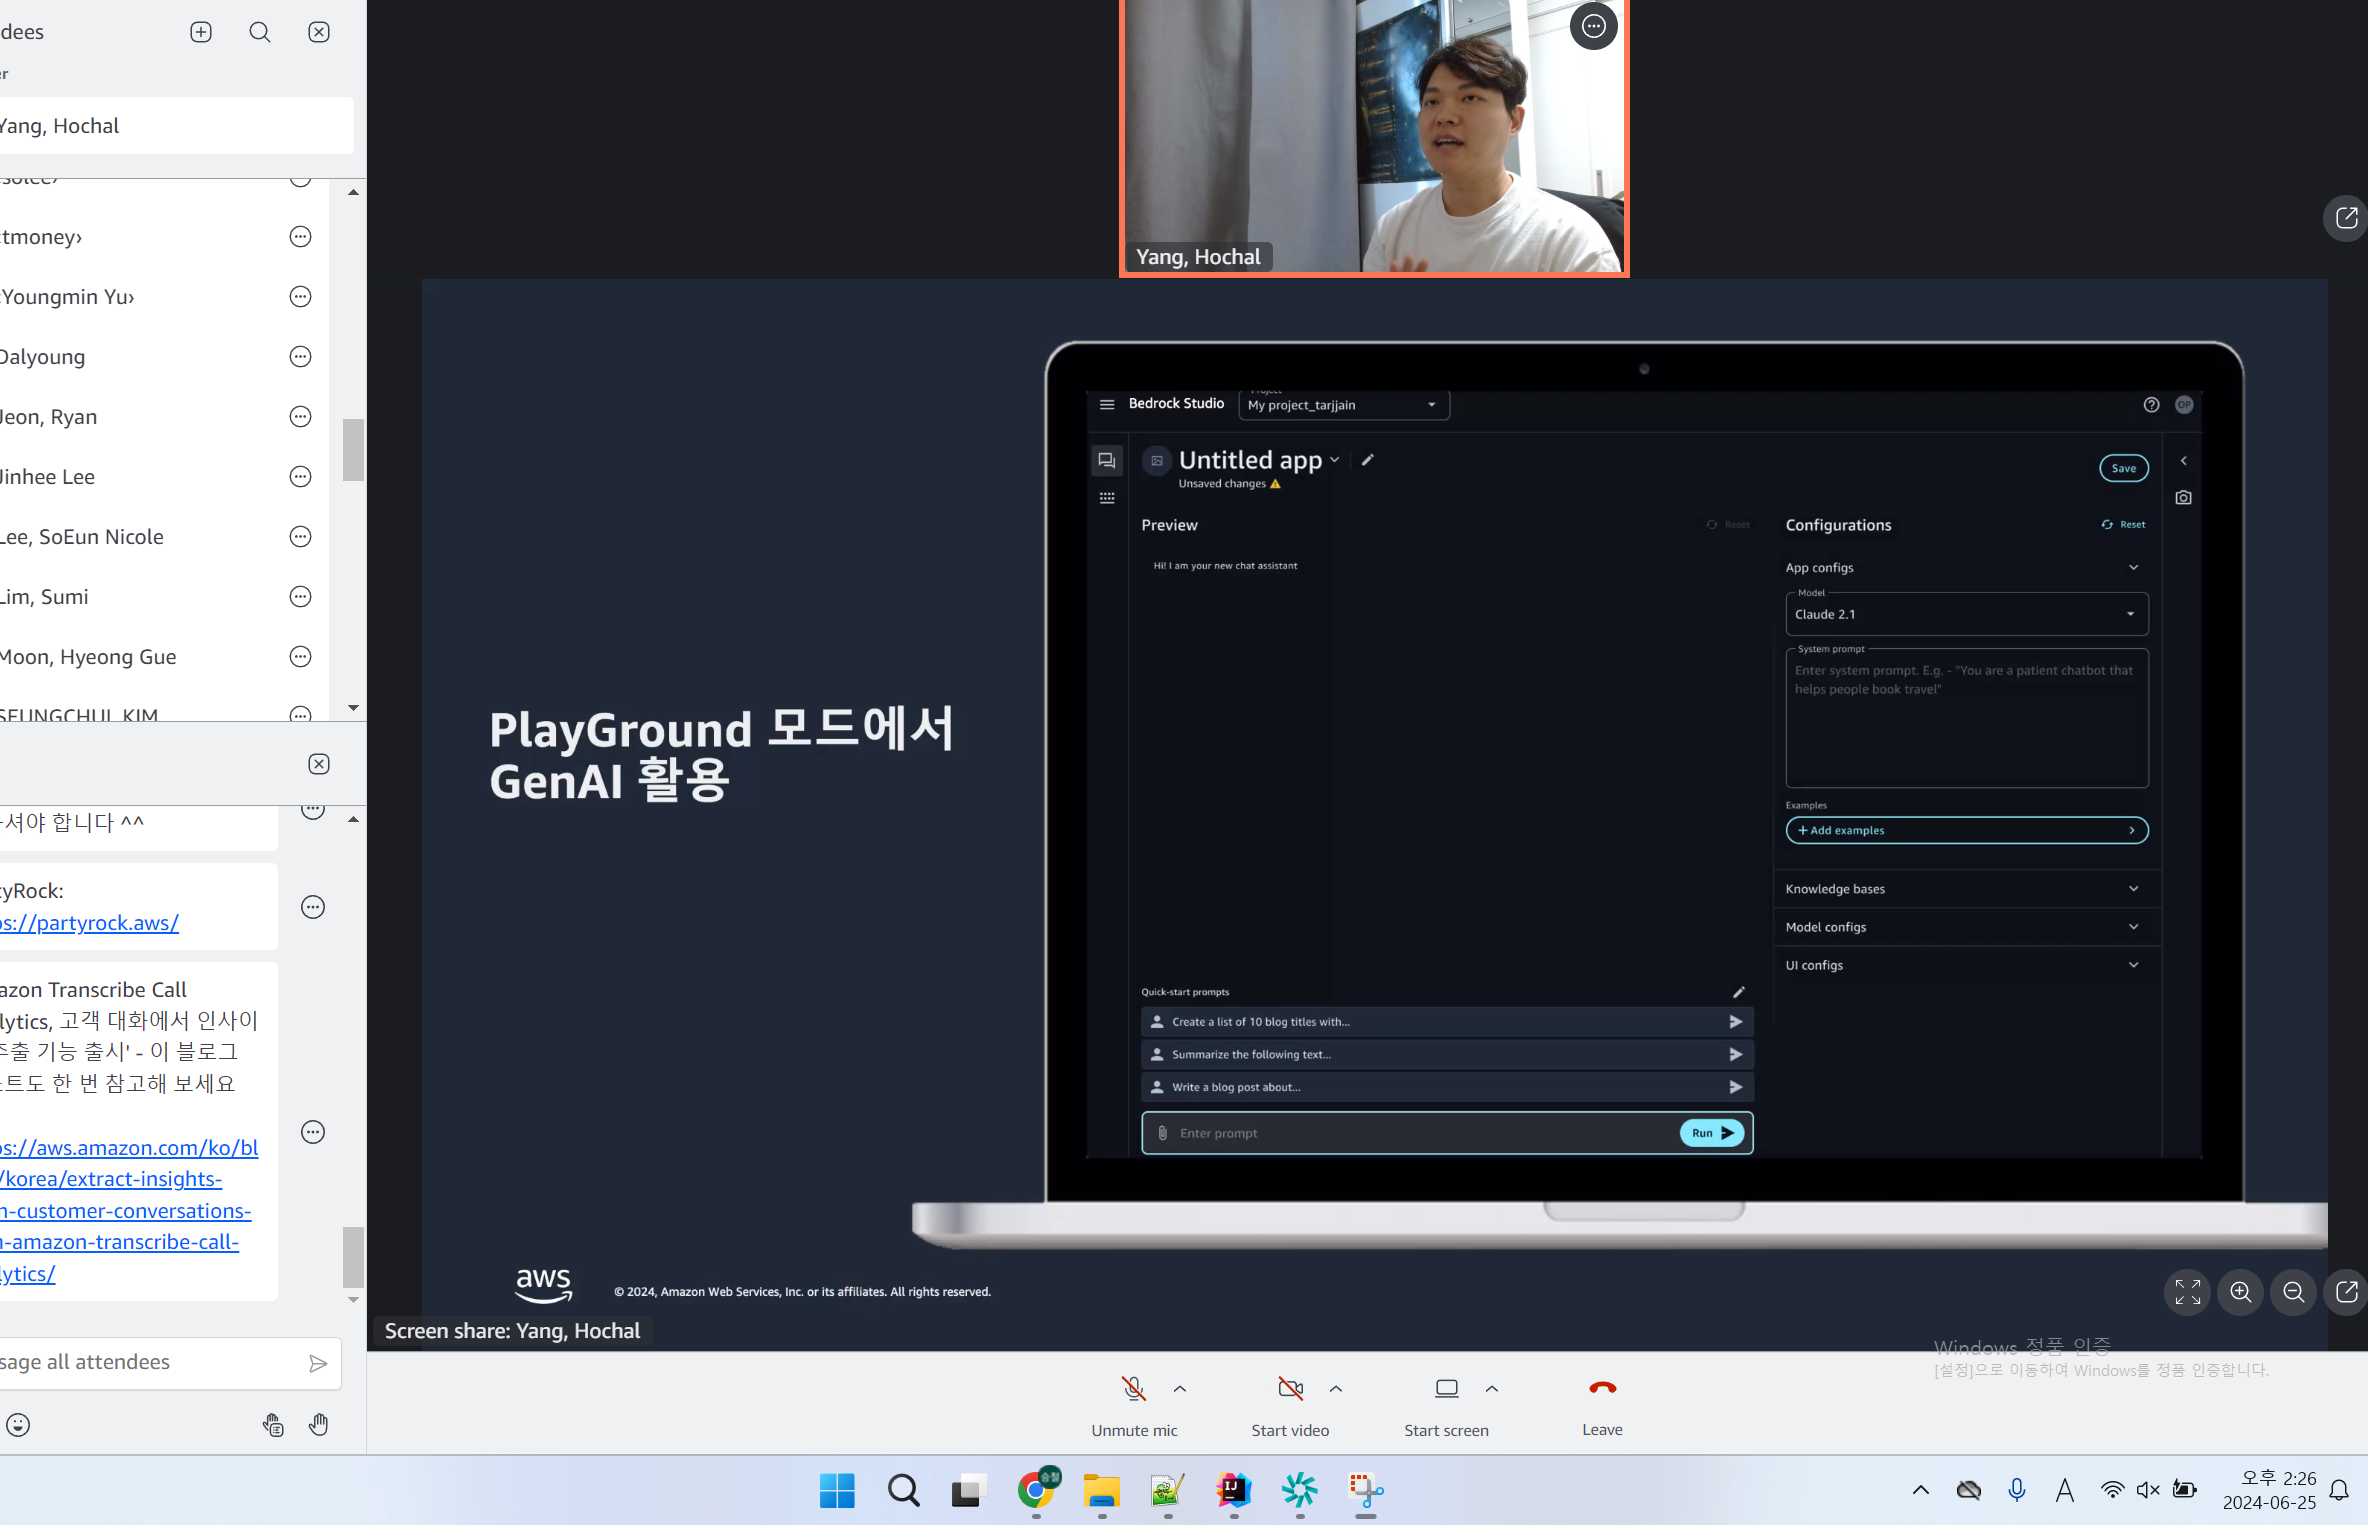 dees
er
Yang, Hochal
tmoney›
Youngmin Yu›
Dalyoung
Jeon, Ryan
Jinhee Lee
Lee, SoEun Nicole
Lim, Sumi
Moon, Hyeong Gue
SEUNGCHUL KIM
셔야 합니다 ^^
tyRock:
ps://partyrock.aws/
azon Transcribe Call
lytics, 고객 대화에서 인사이
추출 기능 출시' - 이 블로그
트도 한 번 참고해 보세요
ps://aws.amazon.com/ko/bl
/korea/extract-insights-
m-customer-conversations-
h-amazon-transcribe-call-
lytics/
sage all attendees
Yang, Hochal
PlayGround 모드에서
GenAI 활용
Bedrock Studio
Project
My project_tarjjain
OP
Untitled app
Unsaved changes
Save
Preview
Reset
Hi! I am your new chat assistant
Configurations
Reset
App configs
Model
Claude 2.1
System prompt
Enter system prompt. E.g. - "You are a patient chatbot that
helps people book travel"
Examples
+ Add examples
Knowledge bases
Model configs
UI configs
Quick-start prompts
Create a list of 10 blog titles with...
Summarize the following text...
Write a blog post about...
Enter prompt
Run
aws
© 2024, Amazon Web Services, Inc. or its affiliates. All rights reserved.
Screen share: Yang, Hochal
Windows 정품 인증
[설정]으로 이동하여 Windows를 정품 인증합니다.
Unmute mic
Start video
Start screen
Leave
승철
IJ
A
오후 2:26
2024-06-25